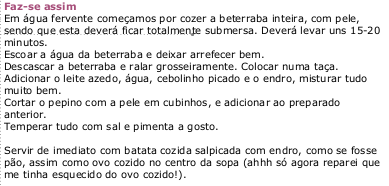 Faz-se assim
Em água fervente começamos por cozer a beterraba inteira, com pele,
sendo que esta deverá ficar totalmente submersa. Deverá levar uns 15-20
minutos.
Escoar a água da beterraba e deixar arrefecer bem.
Descascar a beterraba e ralar grosseiramente. Colocar numa taça.
Adicionar o leite azedo, água, cebolinho picado e o endro, misturar tudo
muito bem.
Cortar o pepino com a pele em cubinhos, e adicionar ao preparado
anterior.
Temperar tudo com sal e pimenta a gosto.
Servir de imediato com batata cozida salpicada com endro, como se fosse
pão, assim como ovo cozido no centro da sopa (ahhh só agora reparei que
me tinha esquecido do ovo cozido!).